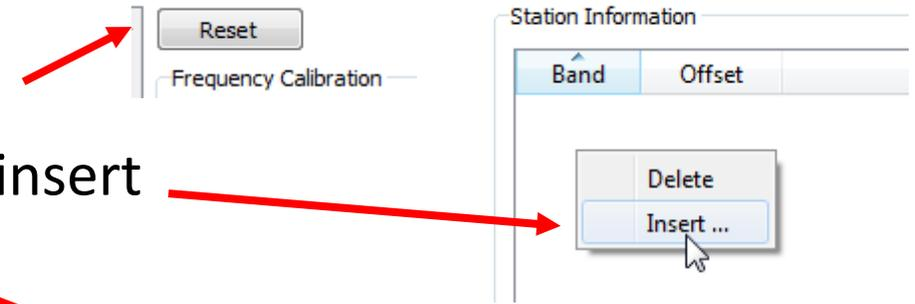 Reset
Frequency Calibration
Station Information
Band Offset
insert
Delete
Insert ...